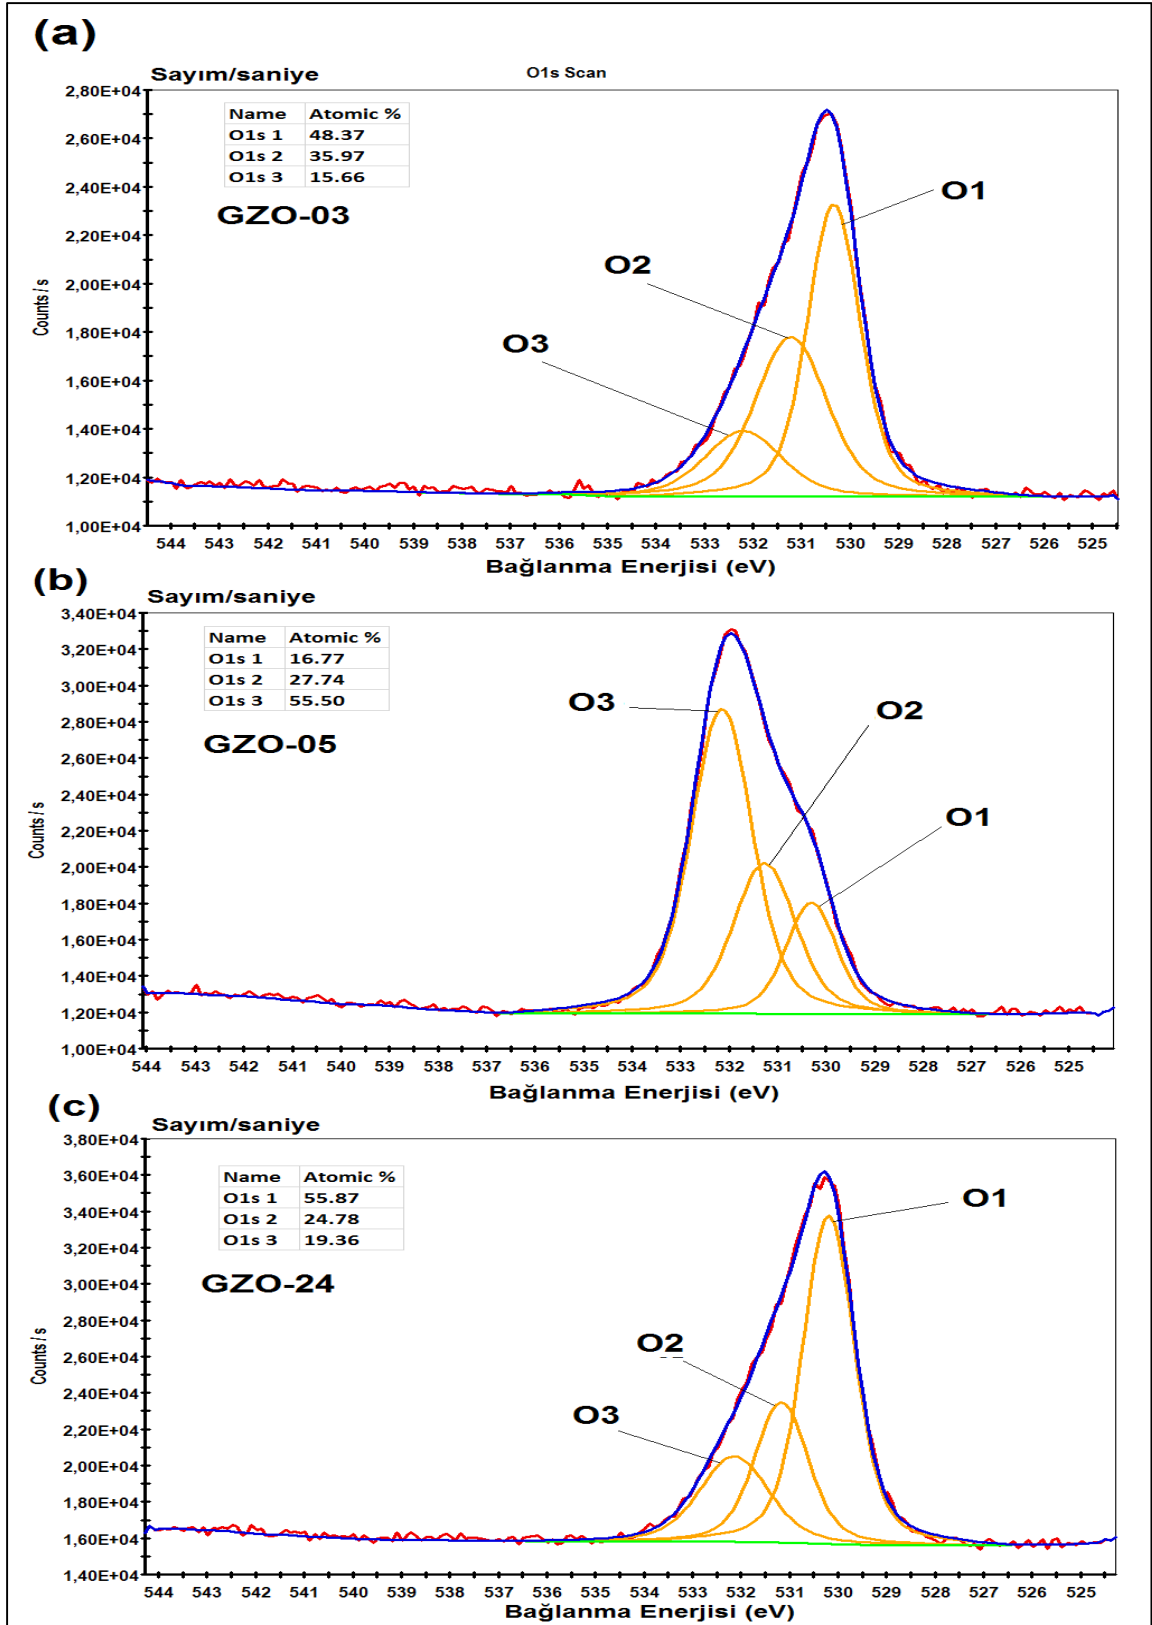 (a)
Sayım/saniye
O1s Scan
2,80E+04
2,60E+04
2,40E+04
2,20E+04
2,00E+04
1,80E+04
1,60E+04
1,40E+04
1,20E+04
1,00E+04
Counts / s
Name Atomic %
O1s 1 48.37
O1s 2 35.97
O1s 3 15.66
GZO-03
O1
O2
O3
544 543 542 541 540 539 538 537 536 535 534 533 532 531 530 529 528 527 526 525
Bağlanma Enerjisi (eV)
(b)
Sayım/saniye
3,40E+04
3,20E+04
3,00E+04
2,80E+04
2,60E+04
2,40E+04
2,20E+04
2,00E+04
1,80E+04
1,60E+04
1,40E+04
1,20E+04
1,00E+04
Counts / s
Name Atomic %
O1s 1 16.77
O1s 2 27.74
O1s 3 55.50
GZO-05
O3
O2
O1
544 543 542 541 540 539 538 537 536 535 534 533 532 531 530 529 528 527 526 525
Bağlanma Enerjisi (eV)
(c)
Sayım/saniye
3,80E+04
3,60E+04
3,40E+04
3,20E+04
3,00E+04
2,80E+04
2,60E+04
2,40E+04
2,20E+04
2,00E+04
1,80E+04
1,60E+04
1,40E+04
Counts / s
Name Atomic %
O1s 1 55.87
O1s 2 24.78
O1s 3 19.36
GZO-24
O1
O2
O3
544 543 542 541 540 539 538 537 536 535 534 533 532 531 530 529 528 527 526 525
Bağlanma Enerjisi (eV)